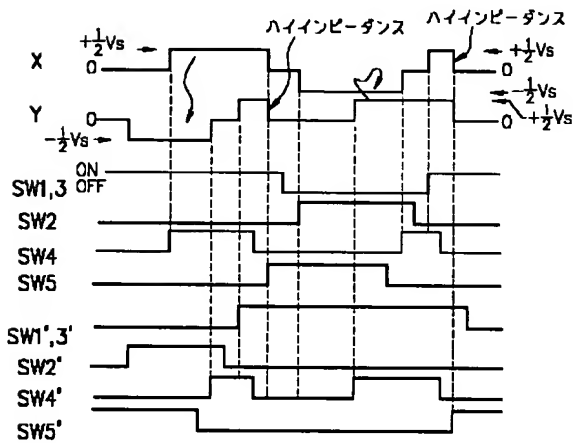 ハイインピーダンス
ハイインピーダンス
+½Vs
X
0
+½Vs
0
-½Vs
+½Vs
Y 0
-½Vs
0
ON
SW1,3 OFF
SW2
SW4
SW5
SW1',3'
SW2'
SW4'
SW5'